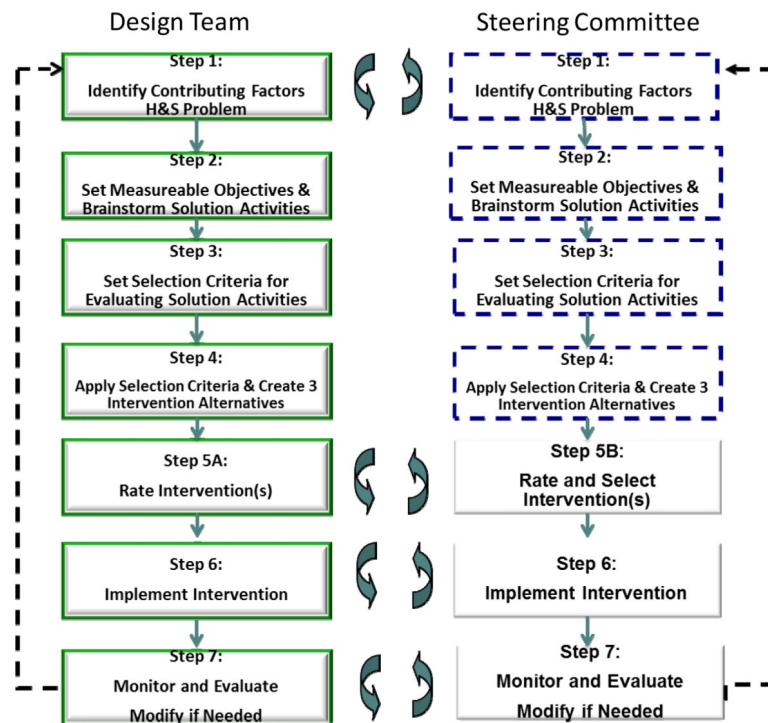 Design Team
Steering Committee
Step 1:
Identify Contributing Factors
H&S Problem
Step 2:
Set Measureable Objectives &
Brainstorm Solution Activities
Step 3:
Set Selection Criteria for
Evaluating Solution Activities
Step 4:
Apply Selection Criteria & Create 3
Intervention Alternatives
Step 5A:
Rate Intervention(s)
Step 6:
Implement Intervention
Step 7:
Monitor and Evaluate
Modify if Needed
Step 1:
Identify Contributing Factors
H&S Problem
Step 2:
Set Measureable Objectives &
Brainstorm Solution Activities
Step 3:
Set Selection Criteria for
Evaluating Solution Activities
Step 4:
Apply Selection Criteria & Create 3
Intervention Alternatives
Step 5B:
Rate and Select
Intervention(s)
Step 6:
Implement Intervention
Step 7:
Monitor and Evaluate
Modify if Needed